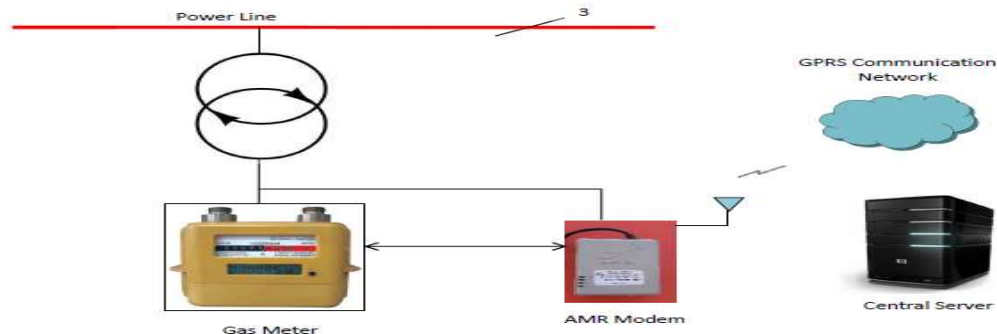 Power Line
3
GPRS Communication
Network
Gas Meter
AMR Modem
Central Server